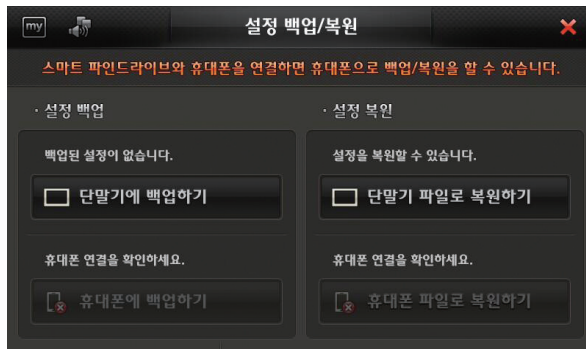 my
설정 백업/복원
스마트 파인드라이브와 휴대폰을 연결하면 휴대폰으로 백업/복원을 할 수 있습니다.
· 설정 백업
백업된 설정이 없습니다.
단말기에 백업하기
휴대폰 연결을 확인하세요.
휴대폰에 백업하기
· 설정 복원
설정을 복원할 수 있습니다.
단말기 파일로 복원하기
휴대폰 연결을 확인하세요.
휴대폰 파일로 복원하기